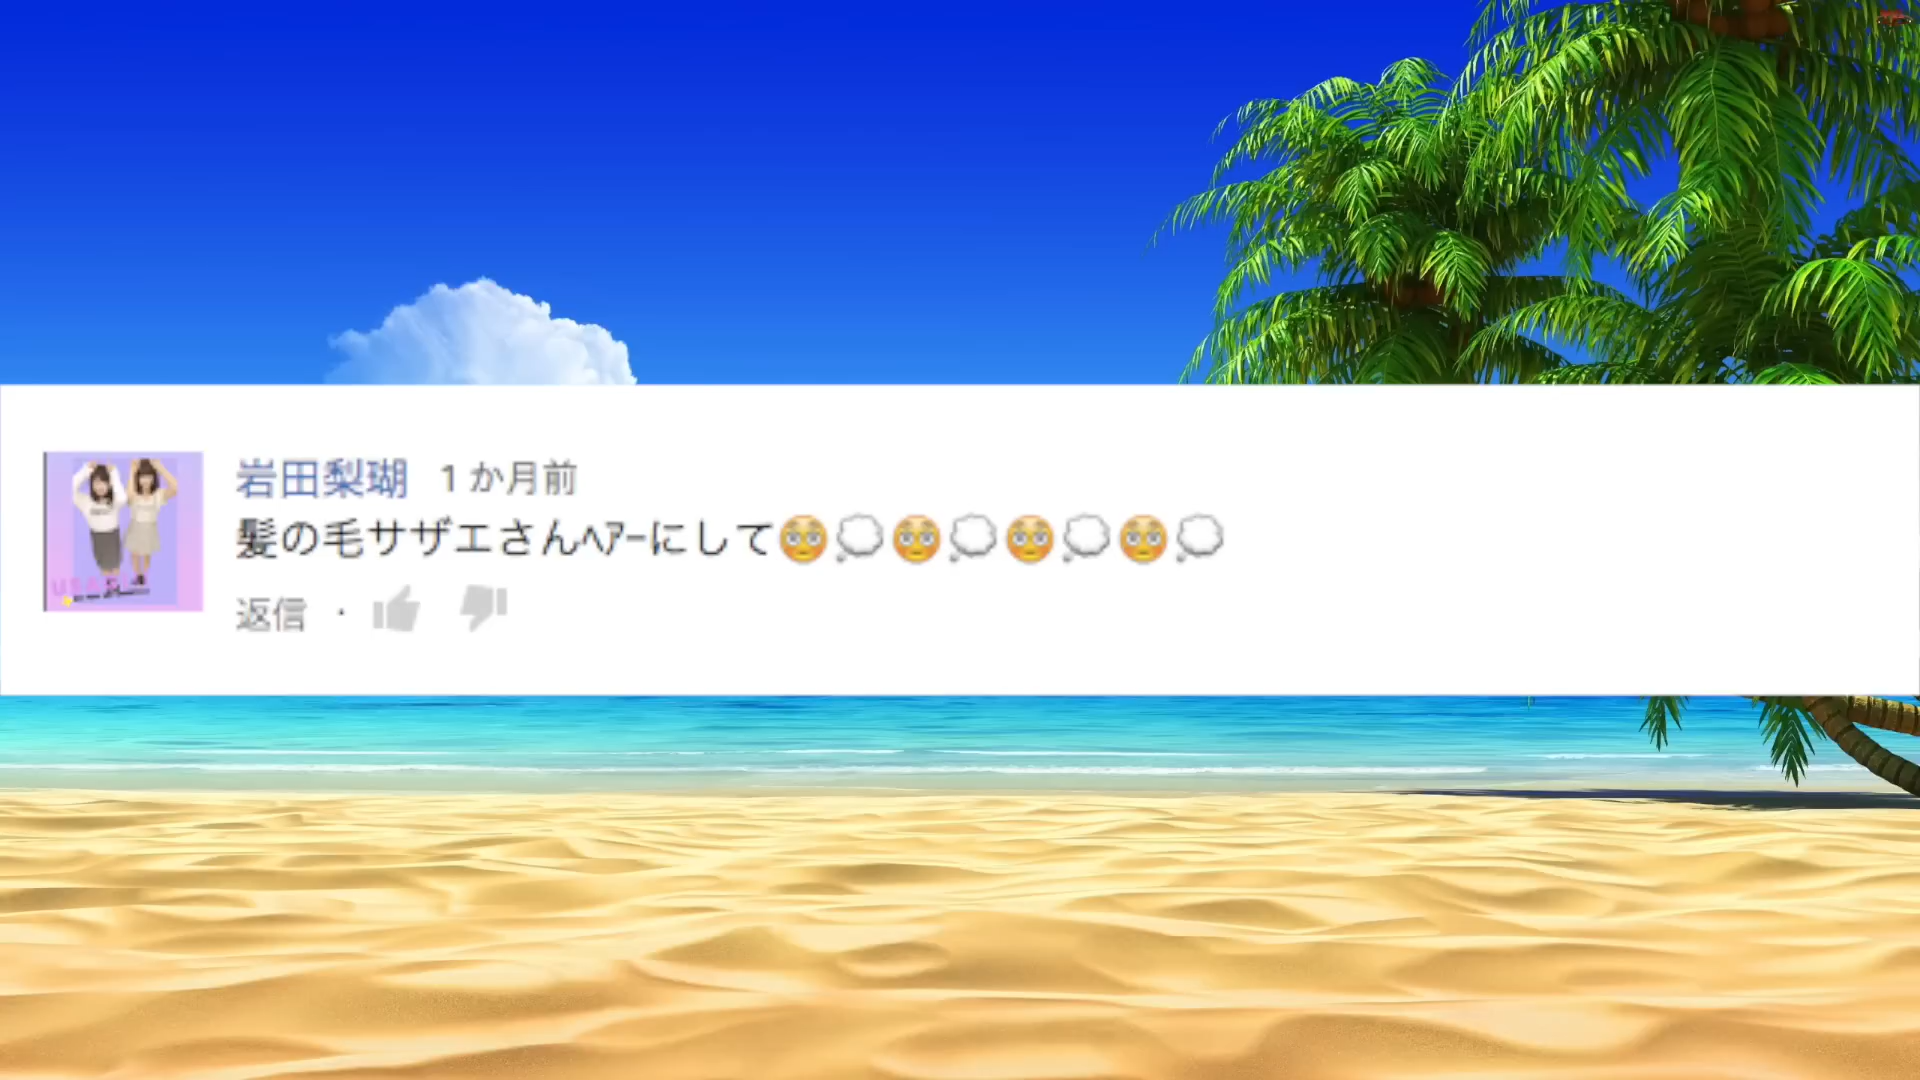 岩田梨瑚 1 か月前
髪の毛サザエさんﾍｱｰにして😳💭😳💭😳💭😳💭
返信 ・